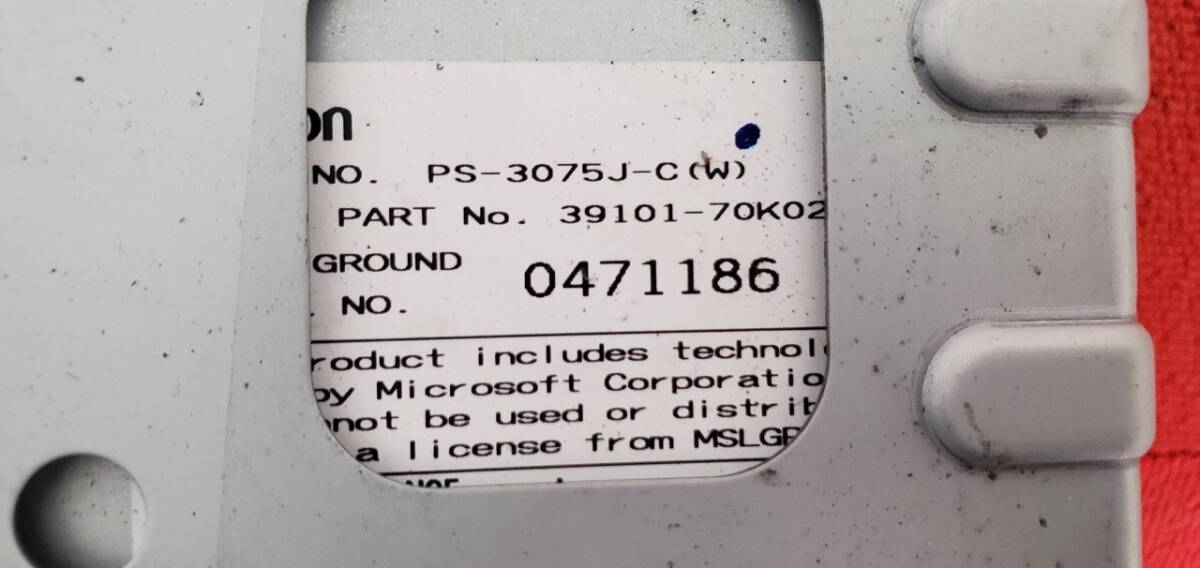 on
NO. PS-3075J-C(W)
PART No. 39101-70K02
GROUND 0471186
NO.
roduct includes technol
by Microsoft Corporatio
not be used or distrib
a license from MSLGP